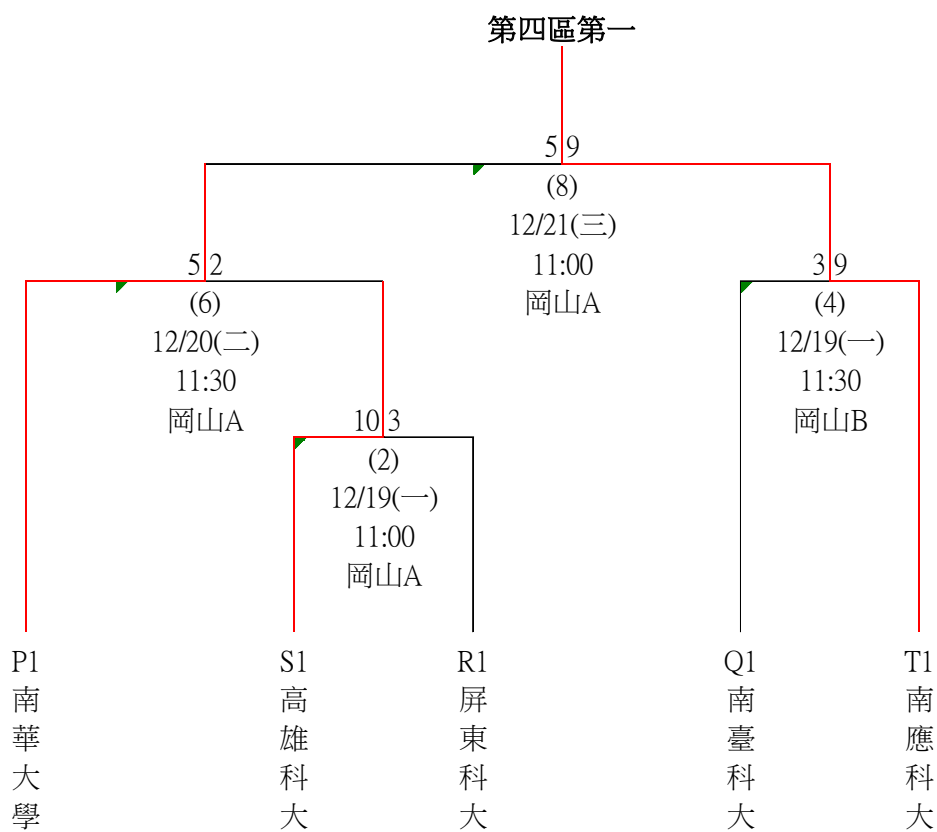 第四區第一
5 9
(8)
12/21(三)
11:00
岡山A
5 2
(6)
12/20(二)
11:30
岡山A
3 9
(4)
12/19(一)
11:30
岡山B
10 3
(2)
12/19(一)
11:00
岡山A
P1
南華大學
S1
高雄科大
R1
屏東科大
Q1
南臺科大
T1
南應科大